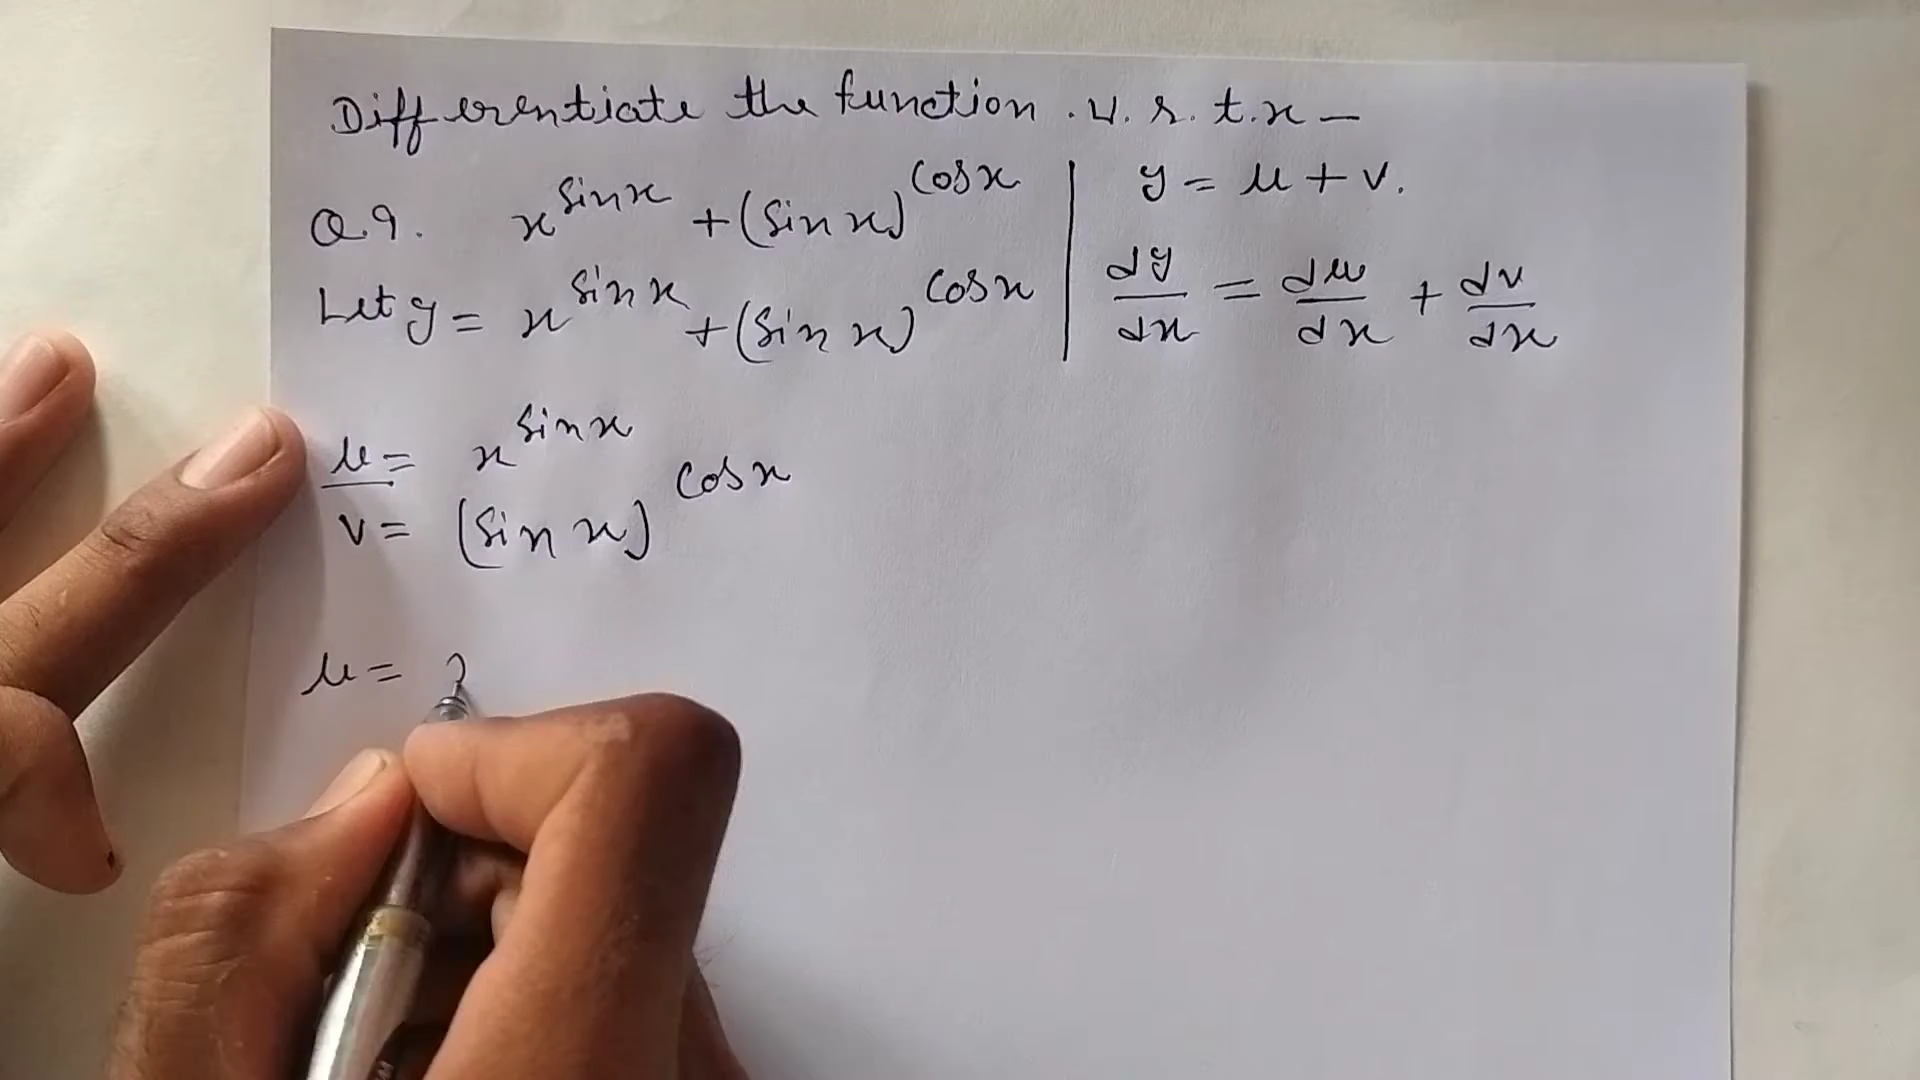 Differentiate the function .w.r.t.x —
Q.9. x^sinx + (sin x)^cosx
Let y = x^sinx + (sin x)^cosx
u = x^sinx
v = (sin x)^cosx
u =
y = u + v.
dy/dx = du/dx + dv/dx